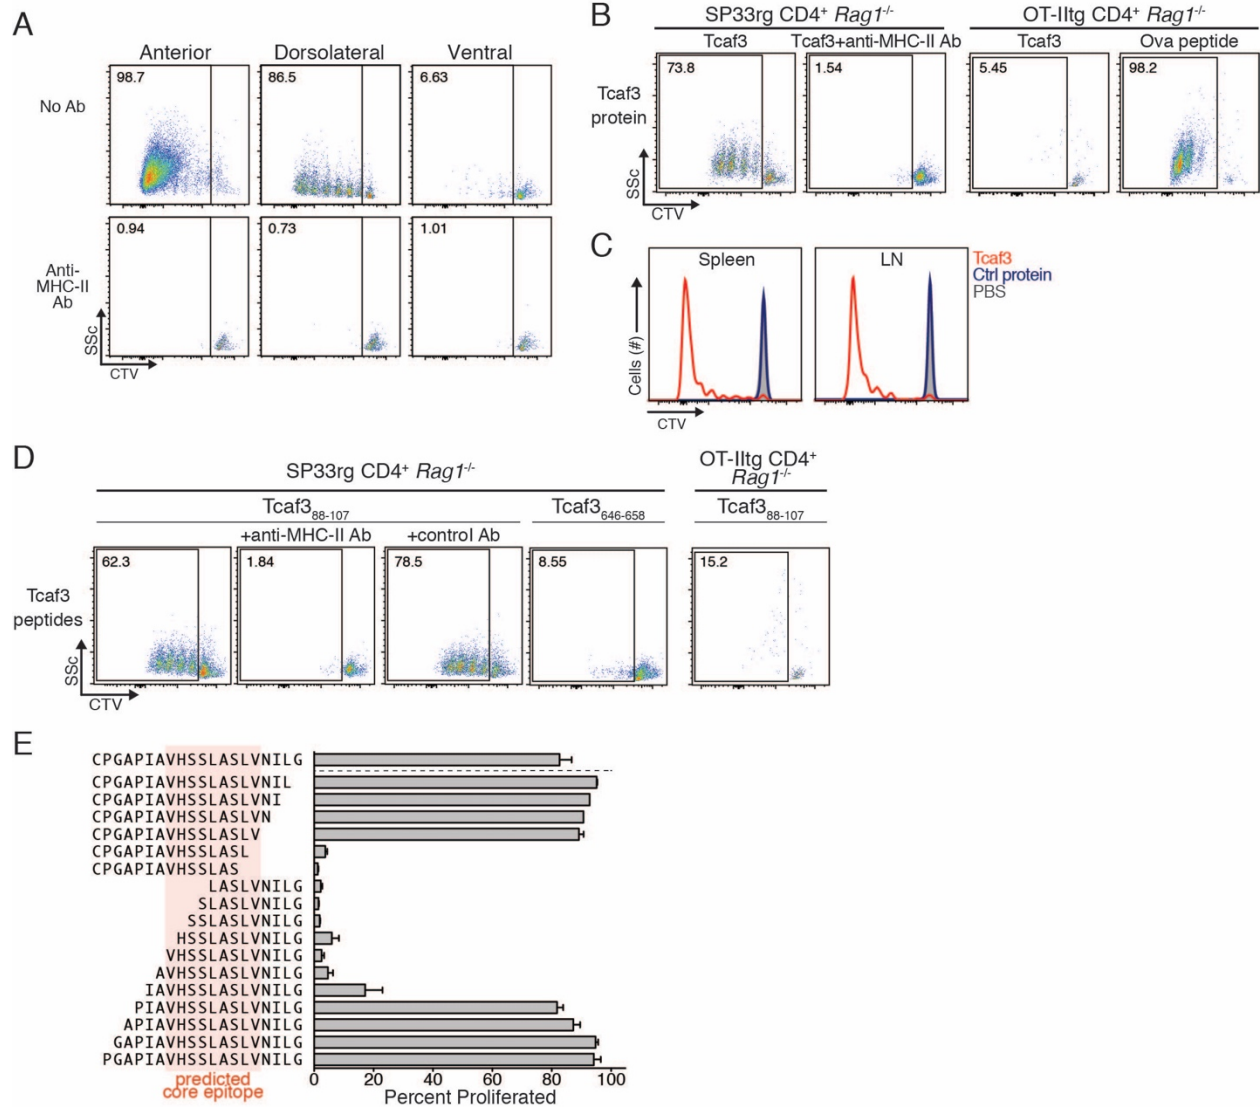 A
Anterior Dorsolateral Ventral
No Ab
98.7 86.5 6.63
Anti-
MHC-II
Ab
0.94 0.73 1.01
SSc
CTV
B
SP33rg CD4+ Rag1-/- OT-IItg CD4+ Rag1-/-
Tcaf3 Tcaf3+anti-MHC-II Ab Tcaf3 Ova peptide
73.8 1.54 5.45 98.2
Tcaf3
protein
SSc
CTV
C
Spleen LN
Tcaf3
Ctrl protein
PBS
Cells (#)
CTV
D
SP33rg CD4+ Rag1-/-
OT-IItg CD4+
Rag1-/-
Tcaf3 88-107 Tcaf3 646-658 Tcaf3 88-107
+anti-MHC-II Ab +control Ab
62.3 1.84 78.5 8.55 15.2
Tcaf3
peptides
SSc
CTV
E
CPGAPIAVHSSLASLVNILG
CPGAPIAVHSSLASLVNIL
CPGAPIAVHSSLASLVNI
CPGAPIAVHSSLASLVN
CPGAPIAVHSSLASLV
CPGAPIAVHSSLASL
CPGAPIAVHSSLAS
LASLVNILG
SLASLVNILG
SSLASLVNILG
HSSLASLVNILG
VHSSLASLVNILG
AVHSSLASLVNILG
IAVHSSLASLVNILG
PIAVHSSLASLVNILG
APIAVHSSLASLVNILG
GAPIAVHSSLASLVNILG
PGAPIAVHSSLASLVNILG
predicted
core epitope
0 20 40 60 80 100
Percent Proliferated